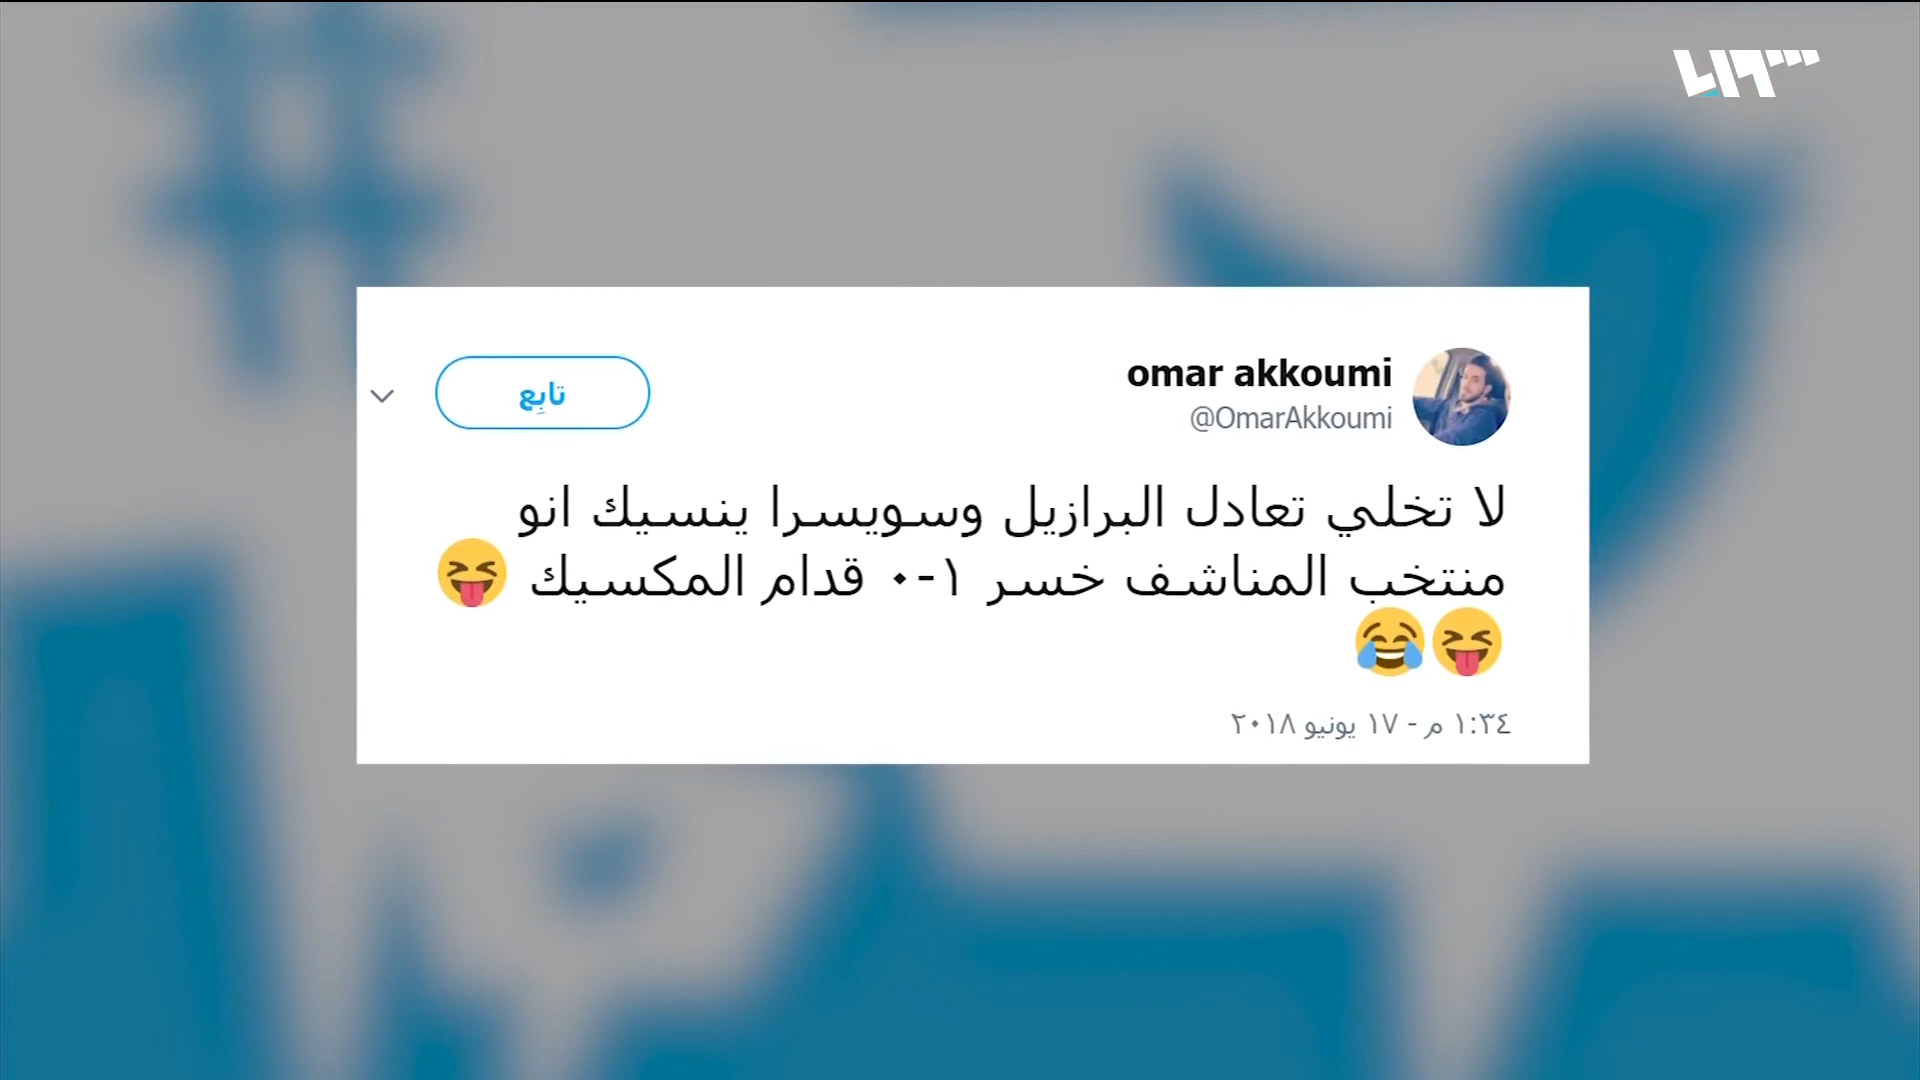 سوريا
omar akkoumi
@OmarAkkoumi
تابِع
لا تخلي تعادل البرازيل وسويسرا ينسيك انو
منتخب المناشف خسر ١-٠ قدام المكسيك 😝
😝😂
١:٣٤ م - ١٧ يونيو ٢٠١٨